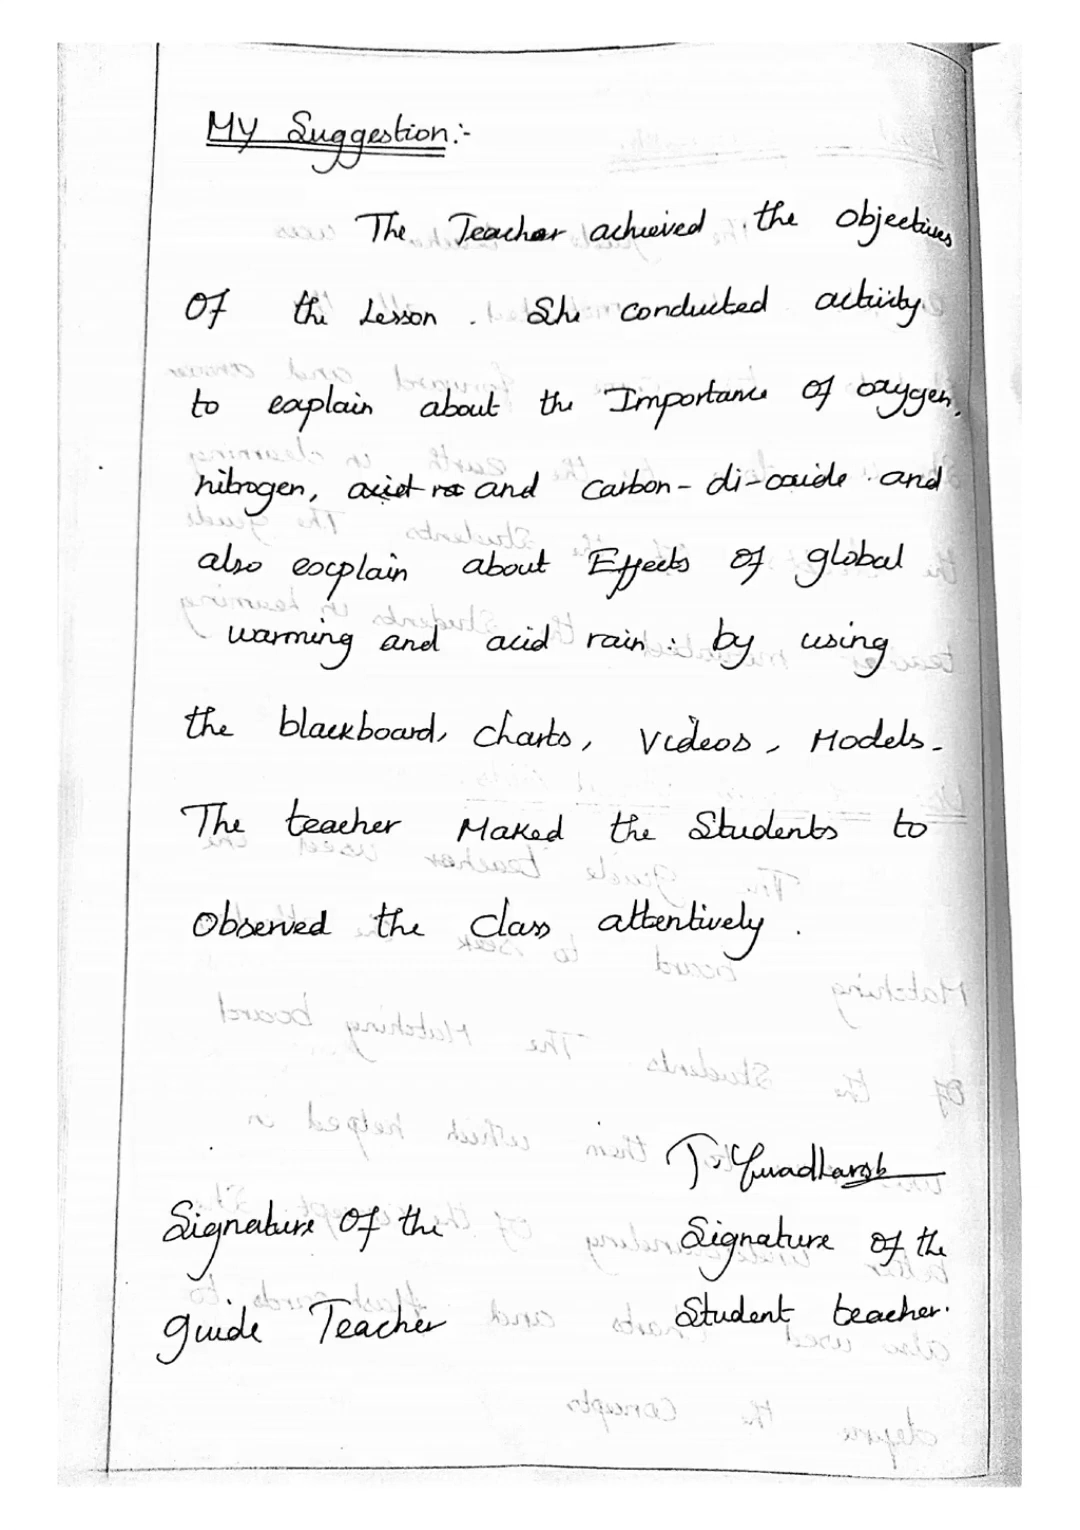 My Suggestion:-
The Teacher achieved the objectives
Of the Lesson. She conducted activity
to explain about the Importance of oxygen,
nitrogen, and carbon-di-oxide and
also explain about Effects of global
warming and acid rain. by using
the blackboard, charts, Videos, Models.
The teacher Maked the Students to
Observed the class attentively.
Signature Of the
guide Teacher
Signature of the
Student teacher.